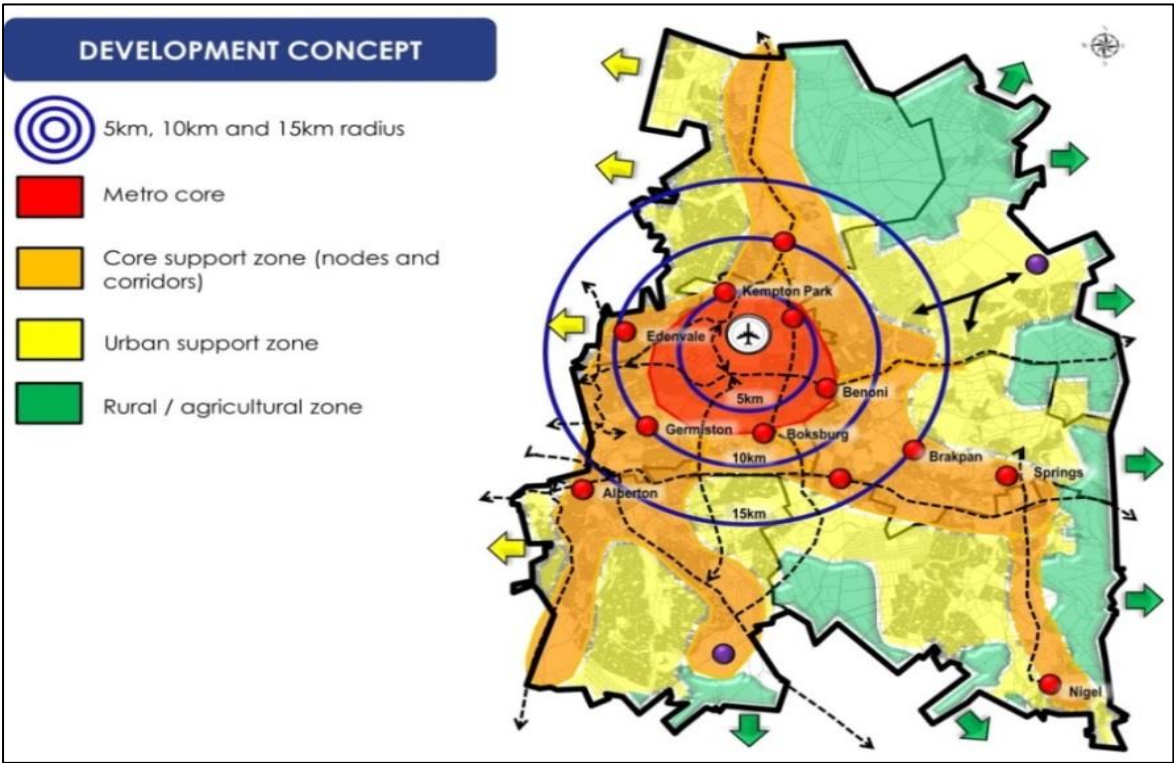 DEVELOPMENT CONCEPT
5km, 10km and 15km radius
Metro core
Core support zone (nodes and
corridors)
Urban support zone
Rural / agricultural zone
Kempton Park
Edenvale
5km
Benoni
Germiston
Boksburg
10km
Brakpan
Springs
Alberton
15km
Nigel